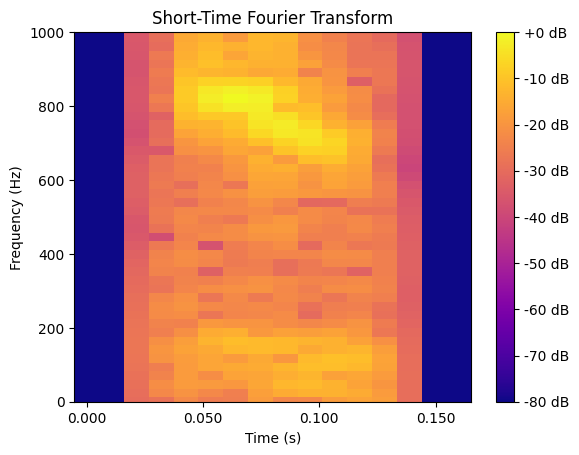 Short-Time Fourier Transform
1000
800
600
400
200
0
Frequency (Hz)
0.000
0.050
0.100
0.150
Time (s)
+0 dB
-10 dB
-20 dB
-30 dB
-40 dB
-50 dB
-60 dB
-70 dB
-80 dB